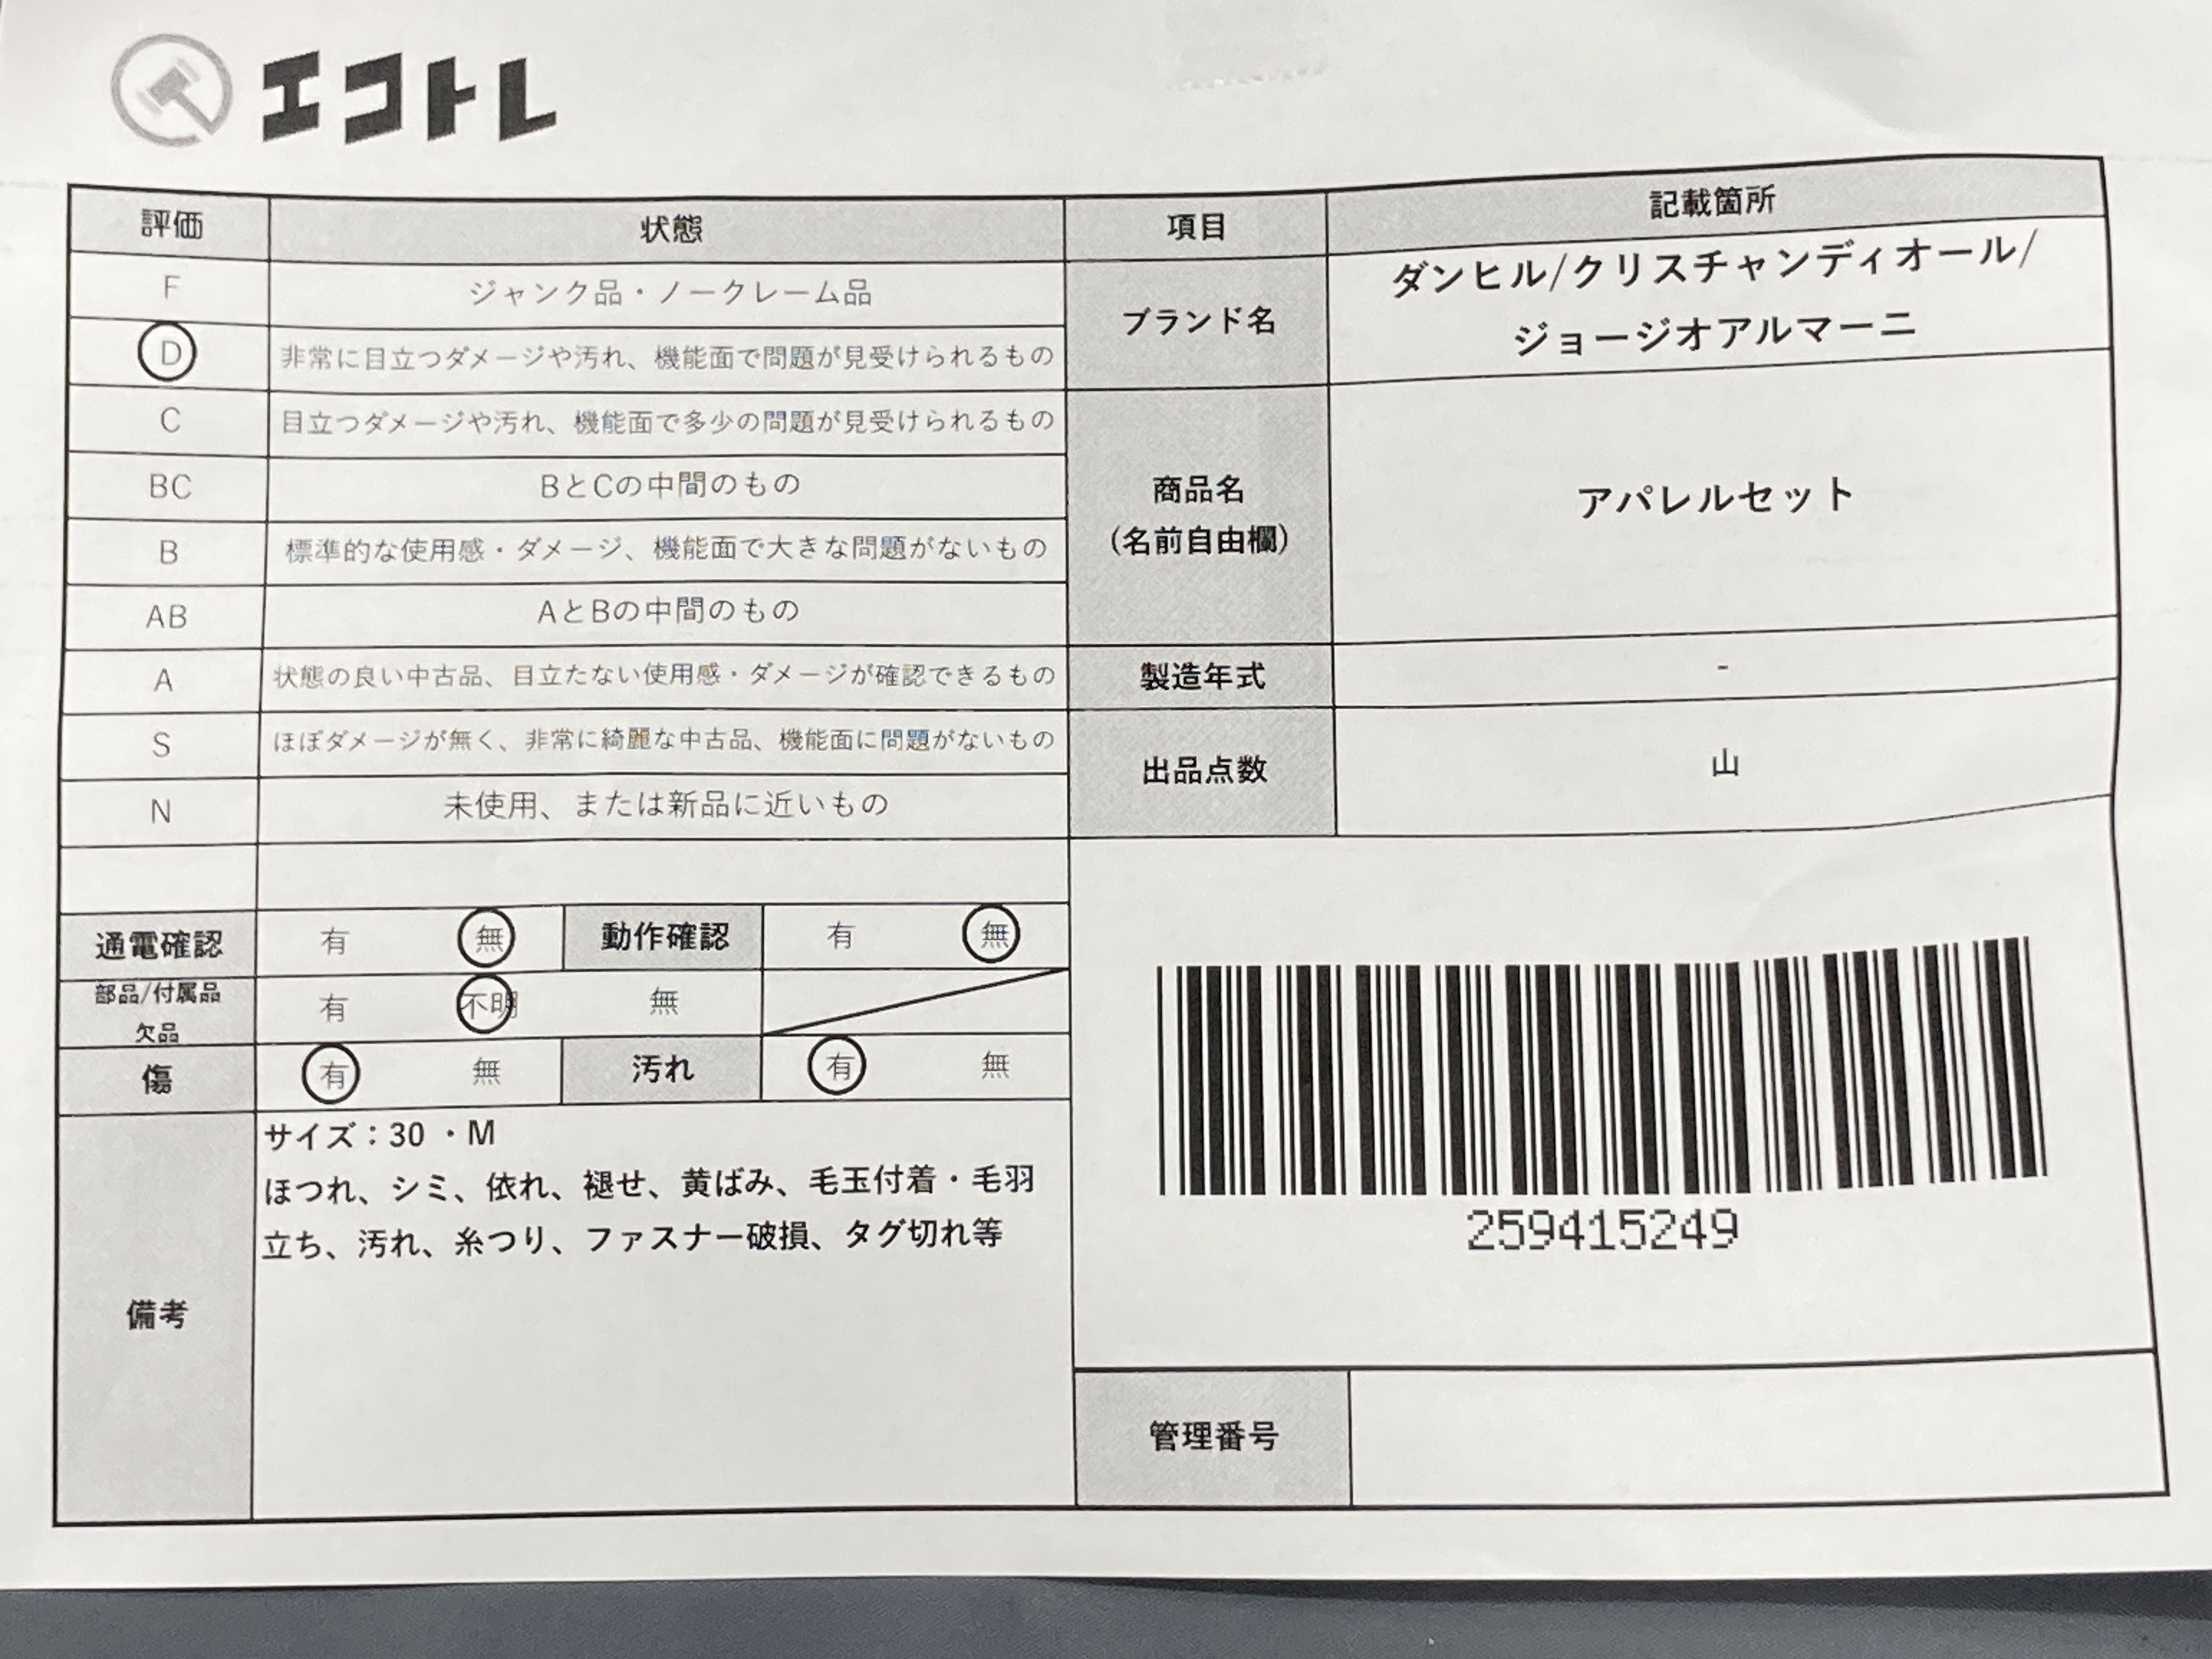 エコトレ
評価 状態 項目 記載箇所
F ジャンク品・ノークレーム品
D 非常に目立つダメージや汚れ、機能面で問題が見受けられるもの
C 目立つダメージや汚れ、機能面で多少の問題が見受けられるもの
BC BとCの中間のもの
B 標準的な使用感・ダメージ、機能面で大きな問題がないもの
AB AとBの中間のもの
A 状態の良い中古品、目立たない使用感・ダメージが確認できるもの
S ほぼダメージが無く、非常に綺麗な中古品、機能面に問題がないもの
N 未使用、または新品に近いもの
ブランド名 ダンヒル/クリスチャンディオール/
ジョージオアルマーニ
商品名
(名前自由欄)
アパレルセット
製造年式 -
出品点数 山
通電確認 有 無 動作確認 有 無
部品/付属品
欠品
有 不明 無
傷 有 無 汚れ 有 無
備考
サイズ：30 ・M
ほつれ、シミ、依れ、褪せ、黄ばみ、毛玉付着・毛羽
立ち、汚れ、糸つり、ファスナー破損、タグ切れ等
259415249
管理番号